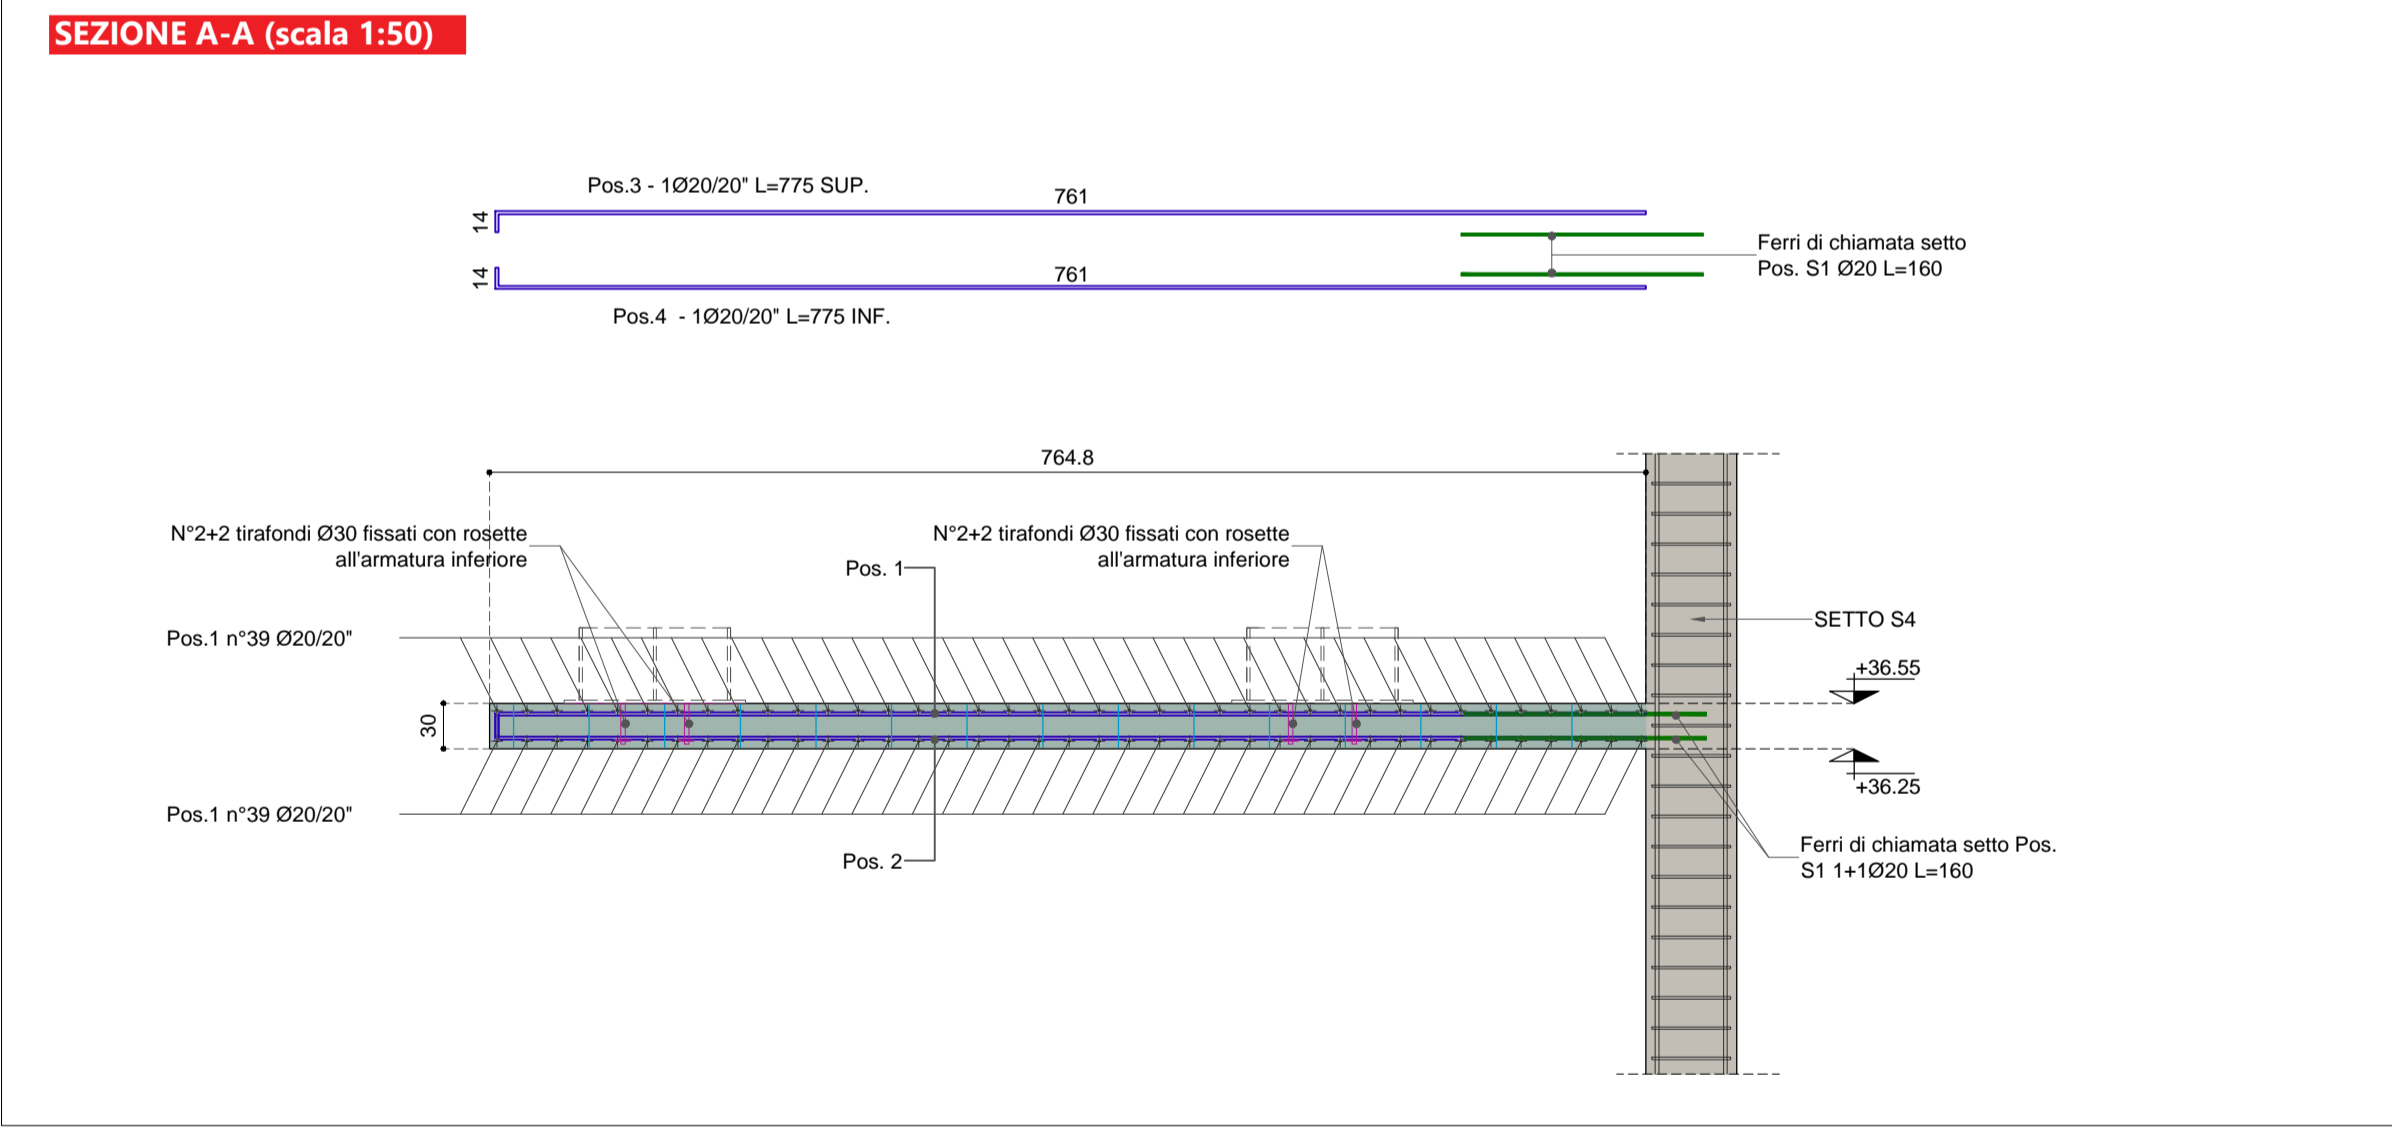 SEZIONE A-A (scala 1:50)
Pos.3 - 1Ø20/20" L=775 SUP.
761
14
14
761
Pos.4  - 1Ø20/20" L=775 INF.
Ferri di chiamata setto
Pos. S1 Ø20 L=160
764.8
N°2+2 tirafondi Ø30 fissati con rosette
all'armatura inferiore
N°2+2 tirafondi Ø30 fissati con rosette
all'armatura inferiore
Pos. 1
Pos.1 n°39 Ø20/20"
SETTO S4
+36.55
30
+36.25
Pos.1 n°39 Ø20/20"
Pos. 2
Ferri di chiamata setto Pos.
S1 1+1Ø20 L=160